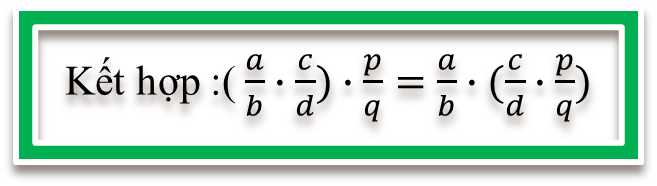 Kết hợp :( a/b · c/d) · p/q = a/b · (c/d · p/q)